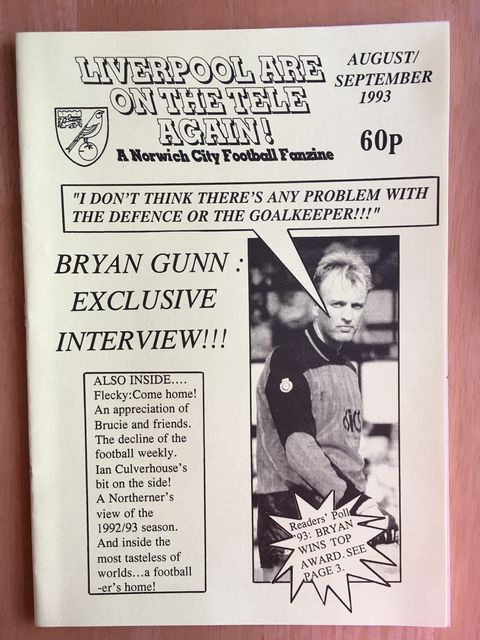 LIVERPOOL ARE
ON THE TELE
AGAIN!
A Norwich City Football Fanzine
AUGUST/
SEPTEMBER
1993
60p
"I DON'T THINK THERE'S ANY PROBLEM WITH
THE DEFENCE OR THE GOALKEEPER!!!"
BRYAN GUNN :
EXCLUSIVE
INTERVIEW!!!
ALSO INSIDE....
Flecky:Come home!
An appreciation of
Brucie and friends.
The decline of the
football weekly.
Ian Culverhouse's
bit on the side!
A Northerner's
view of the
1992/93 season.
And inside the
most tasteless of
worlds...a football
-er's home!
Readers' Poll
'93: BRYAN
WINS TOP
AWARD. SEE
PAGE 3.